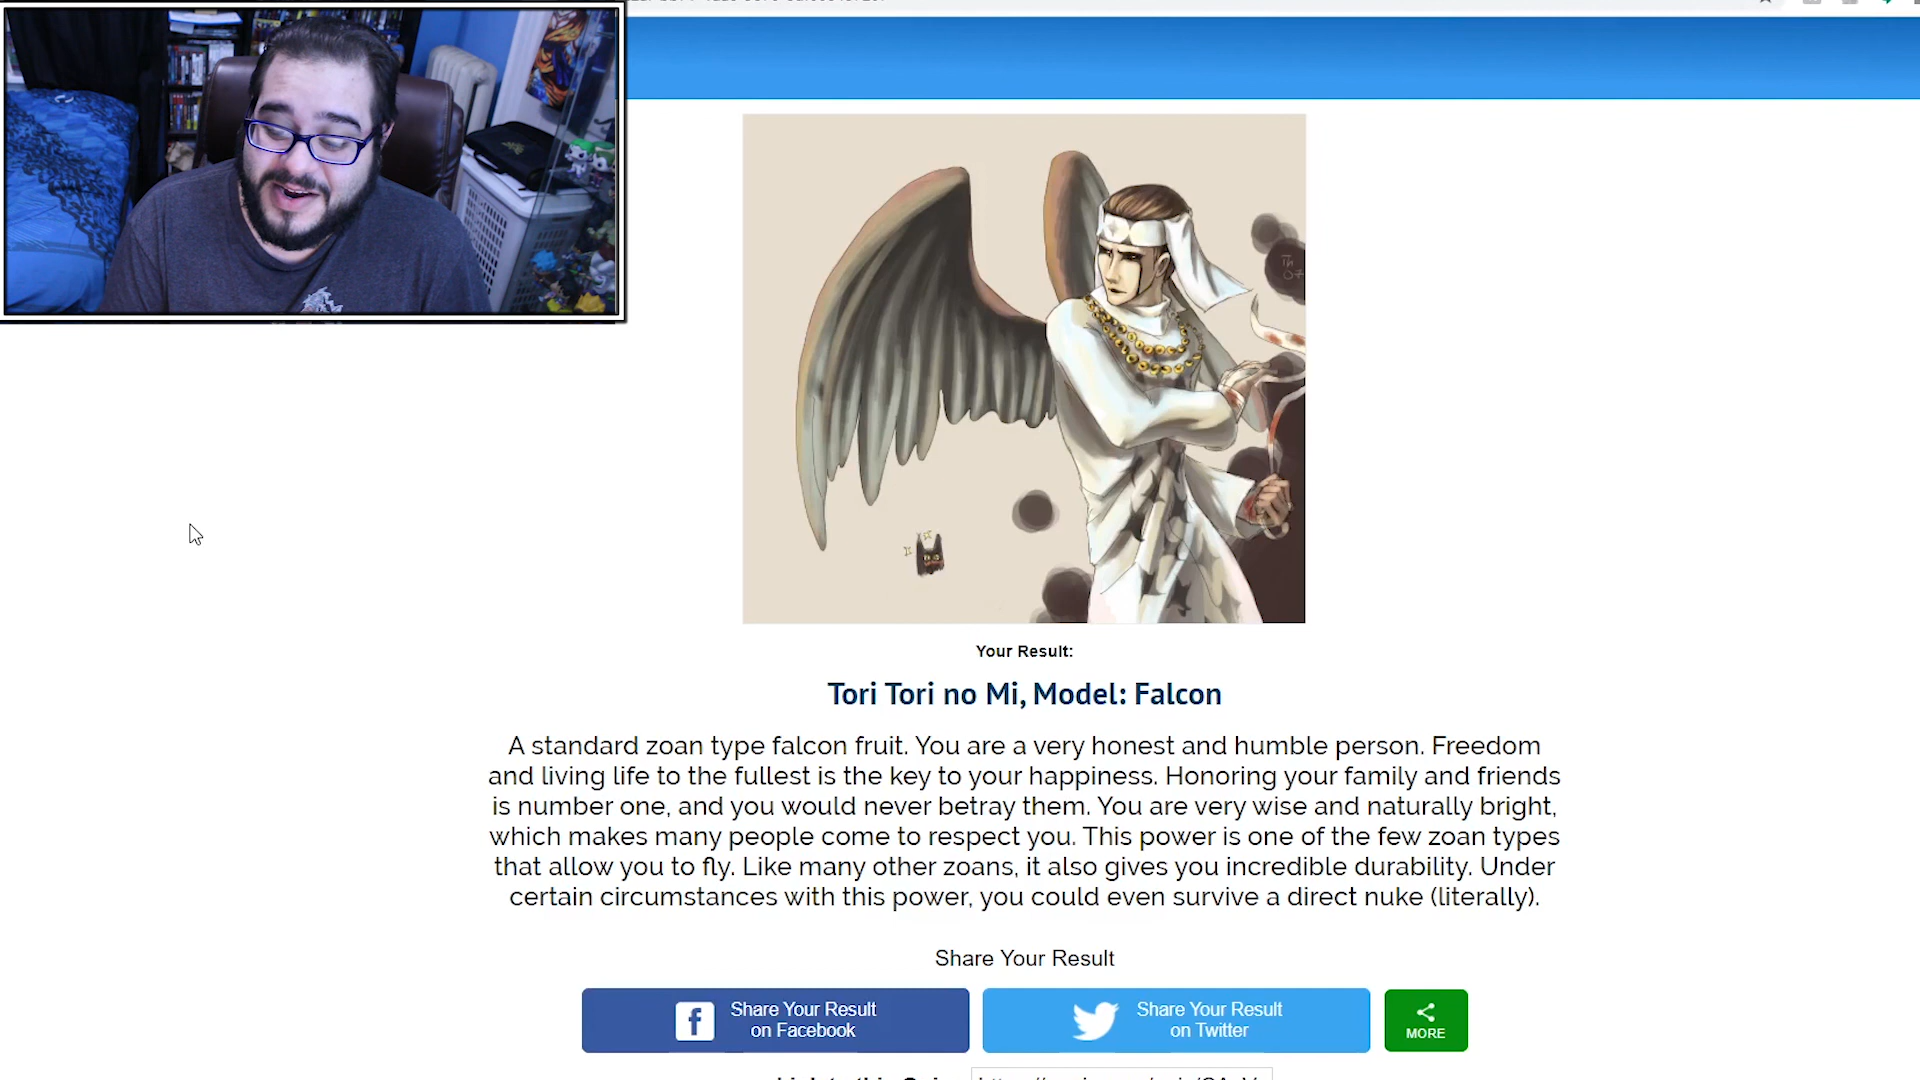 Your Result:
Tori Tori no Mi, Model: Falcon
A standard zoan type falcon fruit. You are a very honest and humble person. Freedom
and living life to the fullest is the key to your happiness. Honoring your family and friends
is number one, and you would never betray them. You are very wise and naturally bright,
which makes many people come to respect you. This power is one of the few zoan types
that allow you to fly. Like many other zoans, it also gives you incredible durability. Under
certain circumstances with this power, you could even survive a direct nuke (literally).
Share Your Result
Share Your Result
on Facebook
Share Your Result
on Twitter
MORE